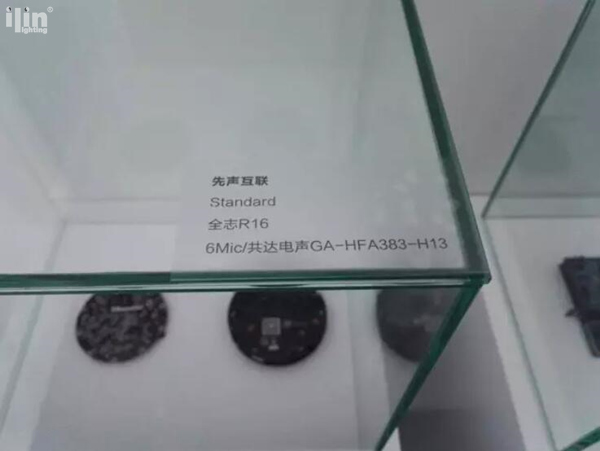 ilin
lighting
先声互联
Standard
全志R16
6Mic/共达电声GA-HFA383-H13